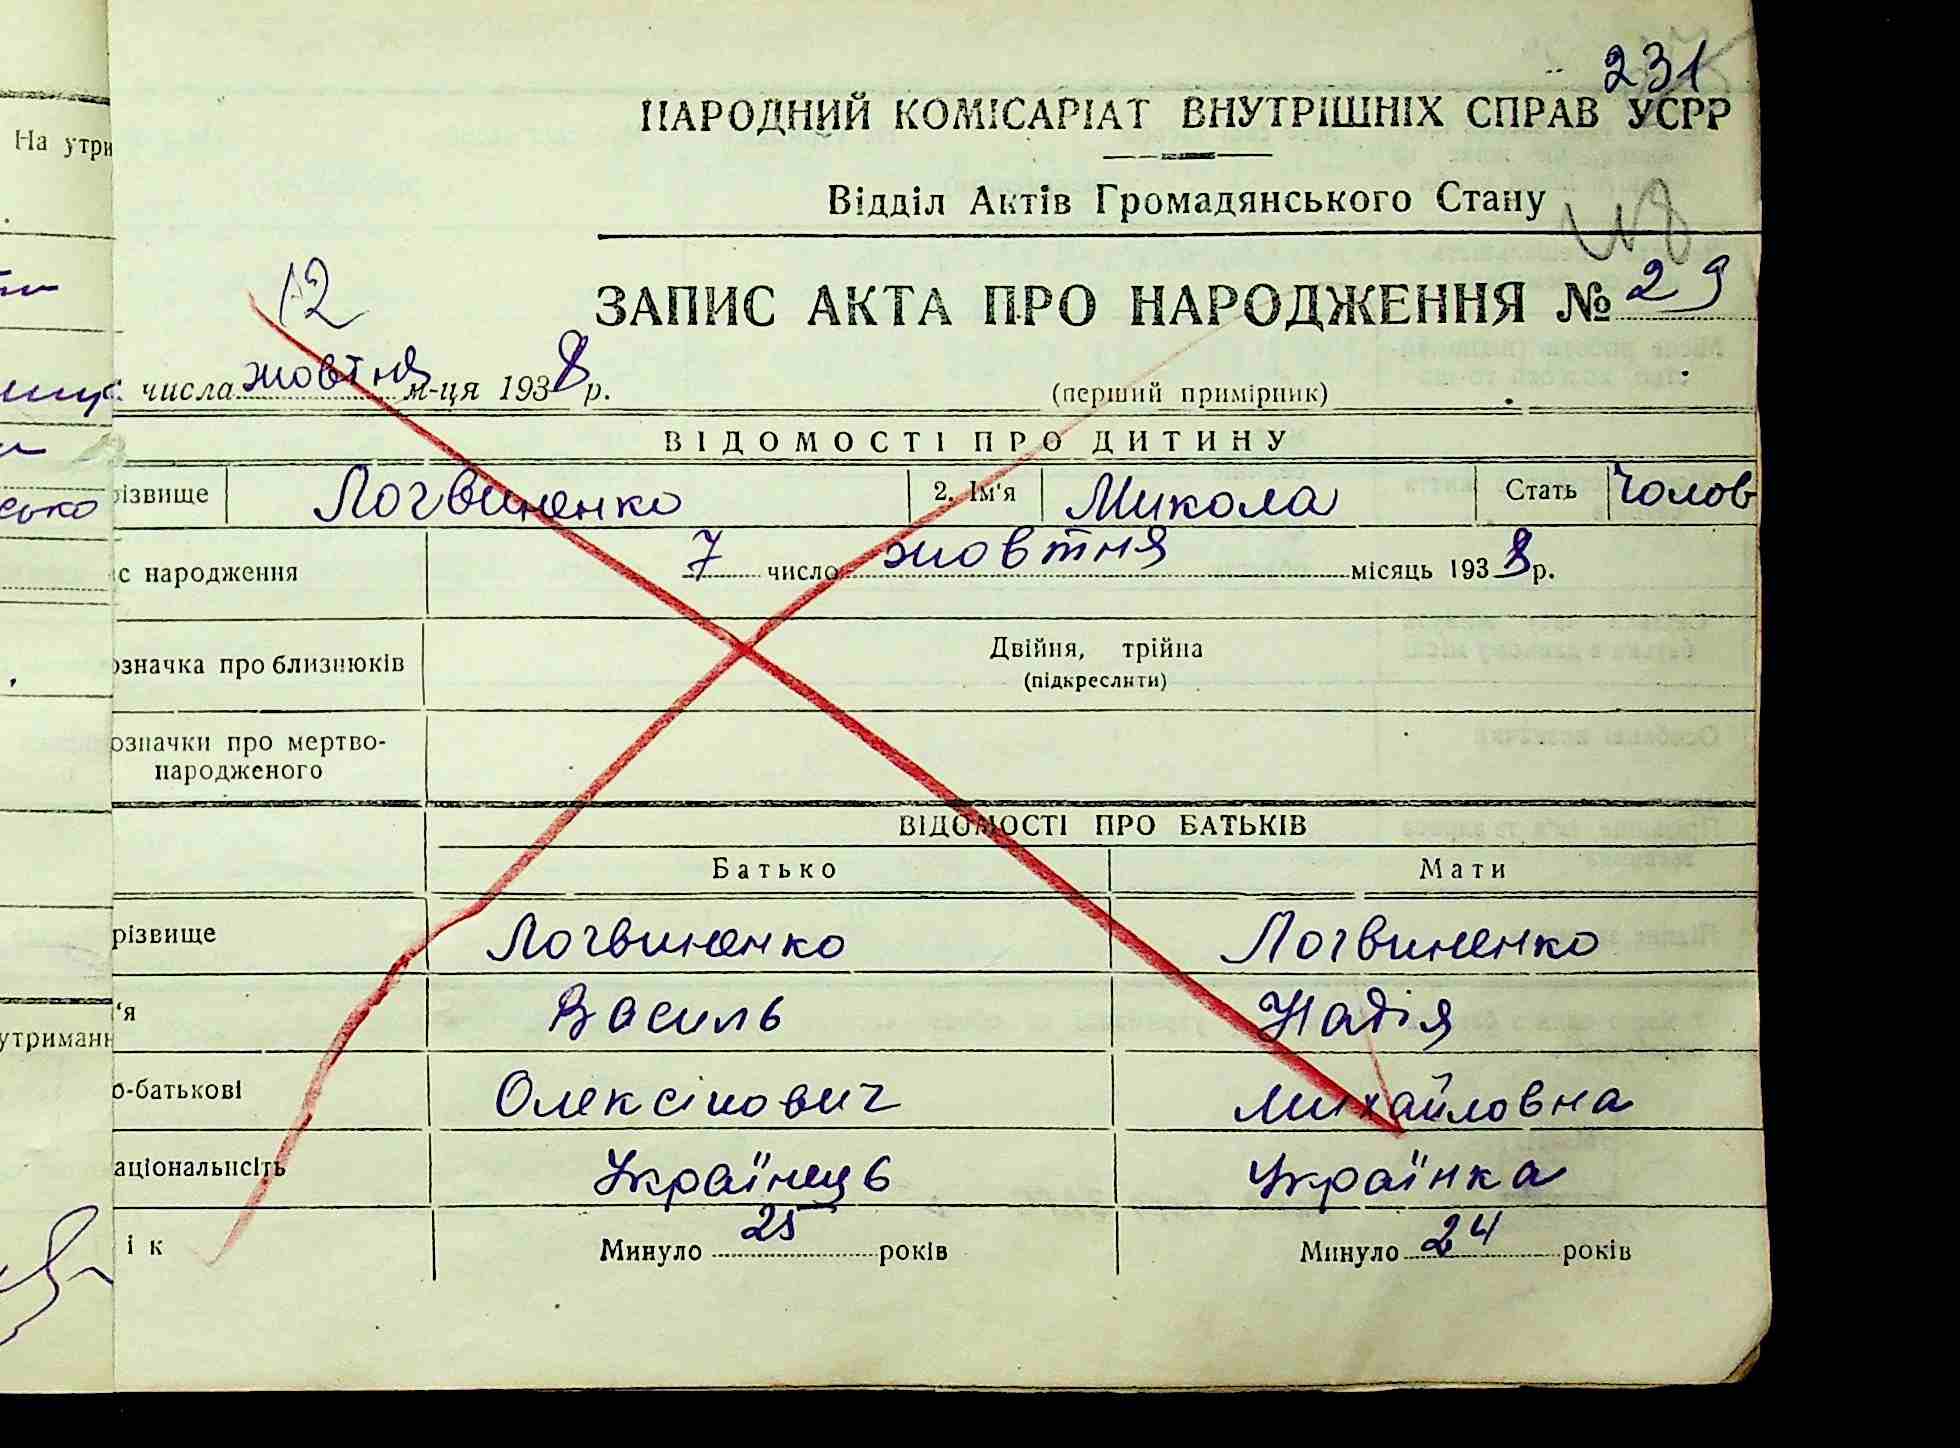 231
НАРОДНИЙ КОМІСАРІАТ ВНУТРІШНІХ СПРАВ УСРР
Відділ Актів Громадянського Стану
ЗАПИС АКТА ПРО НАРОДЖЕННЯ № 29
12
числа жовтня м-ця 1938 р.
(перший примірник)
ВІДОМОСТІ ПРО ДИТИНУ
різвище Логвиненко 2. Ім'я Микола Стать Чолов
с народження 7 число жовтня місяць 1938 р.
означка про близнюків Двійня, трійна
(підкреслити)
означки про мертво-
народженого
ВІДОМОСТІ ПРО БАТЬКІВ
Батько Мати
різвище Логвиненко Логвиненко
'я Василь Надія
о-батькові Олексійович Михайловна
аціональність Українець Українка
ік Минуло 25 років Минуло 24 років
На утри
утриманн